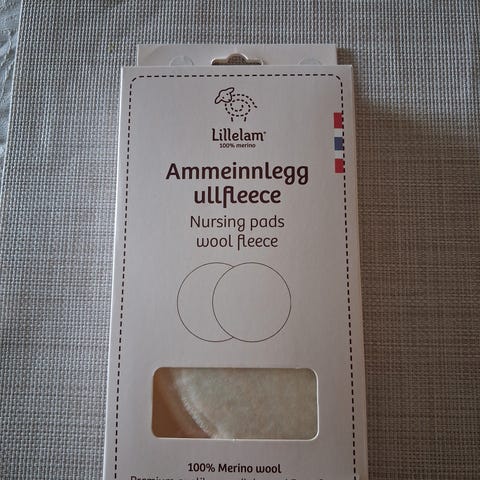 Lillelam
100% merino
Ammeinnlegg
ullfleece
Nursing pads
wool fleece
100% Merino wool